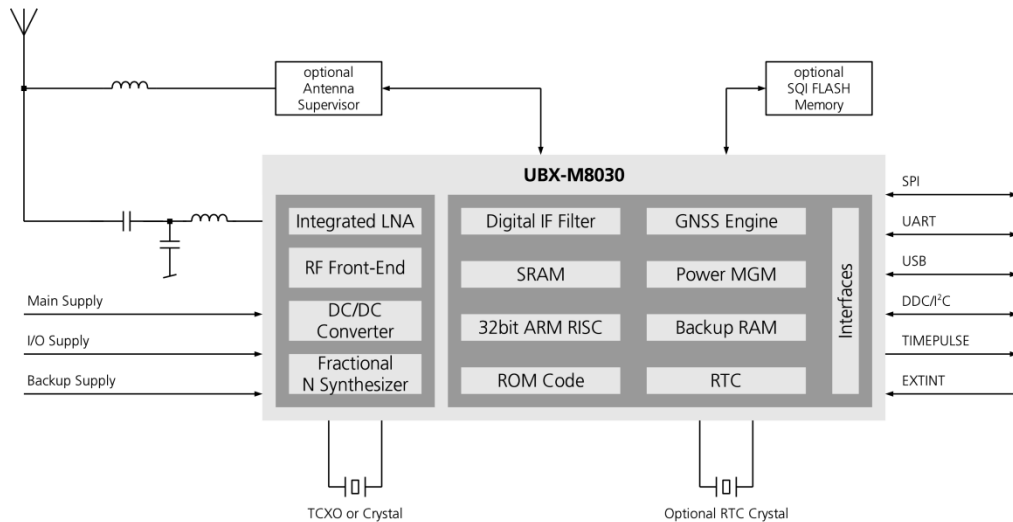 optional
Antenna
Supervisor
optional
SQI FLASH
Memory
UBX-M8030
Integrated LNA
RF Front-End
DC/DC
Converter
Fractional
N Synthesizer
Digital IF Filter
SRAM
32bit ARM RISC
ROM Code
GNSS Engine
Power MGM
Backup RAM
RTC
Interfaces
Main Supply
I/O Supply
Backup Supply
SPI
UART
USB
DDC/I²C
TIMEPULSE
EXTINT
TCXO or Crystal
Optional RTC Crystal